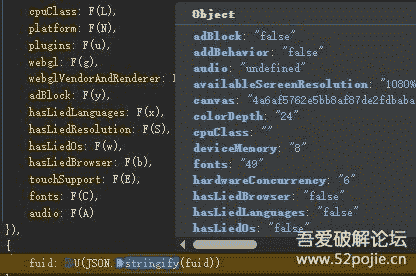 cpuClass: F(L),
platform: F(N),
plugins: F(u),
webgl: F(g),
webglVendorAndRenderer:
adBlock: F(y),
hasLiedLanguages: F(x),
hasLiedResolution: F(S),
hasLiedOs: F(w),
hasLiedBrowser: F(b),
touchSupport: F(E),
fonts: F(C),
audio: F(A)
}),
{
fuid: U(JSON.stringify(fuid))
Object
adBlock: "false"
addBehavior: "false"
audio: "undefined"
availableScreenResolution: "1080%
canvas: "4a6af5762e5bb8af87de2fdbaba
colorDepth: "24"
cpuClass: ""
deviceMemory: "8"
fonts: "49"
hardwareConcurrency: "6"
hasLiedBrowser: "false"
hasLiedLanguages: "false"
hasLiedOs: "false"
吾爱破解论坛
www.52pojie.cn